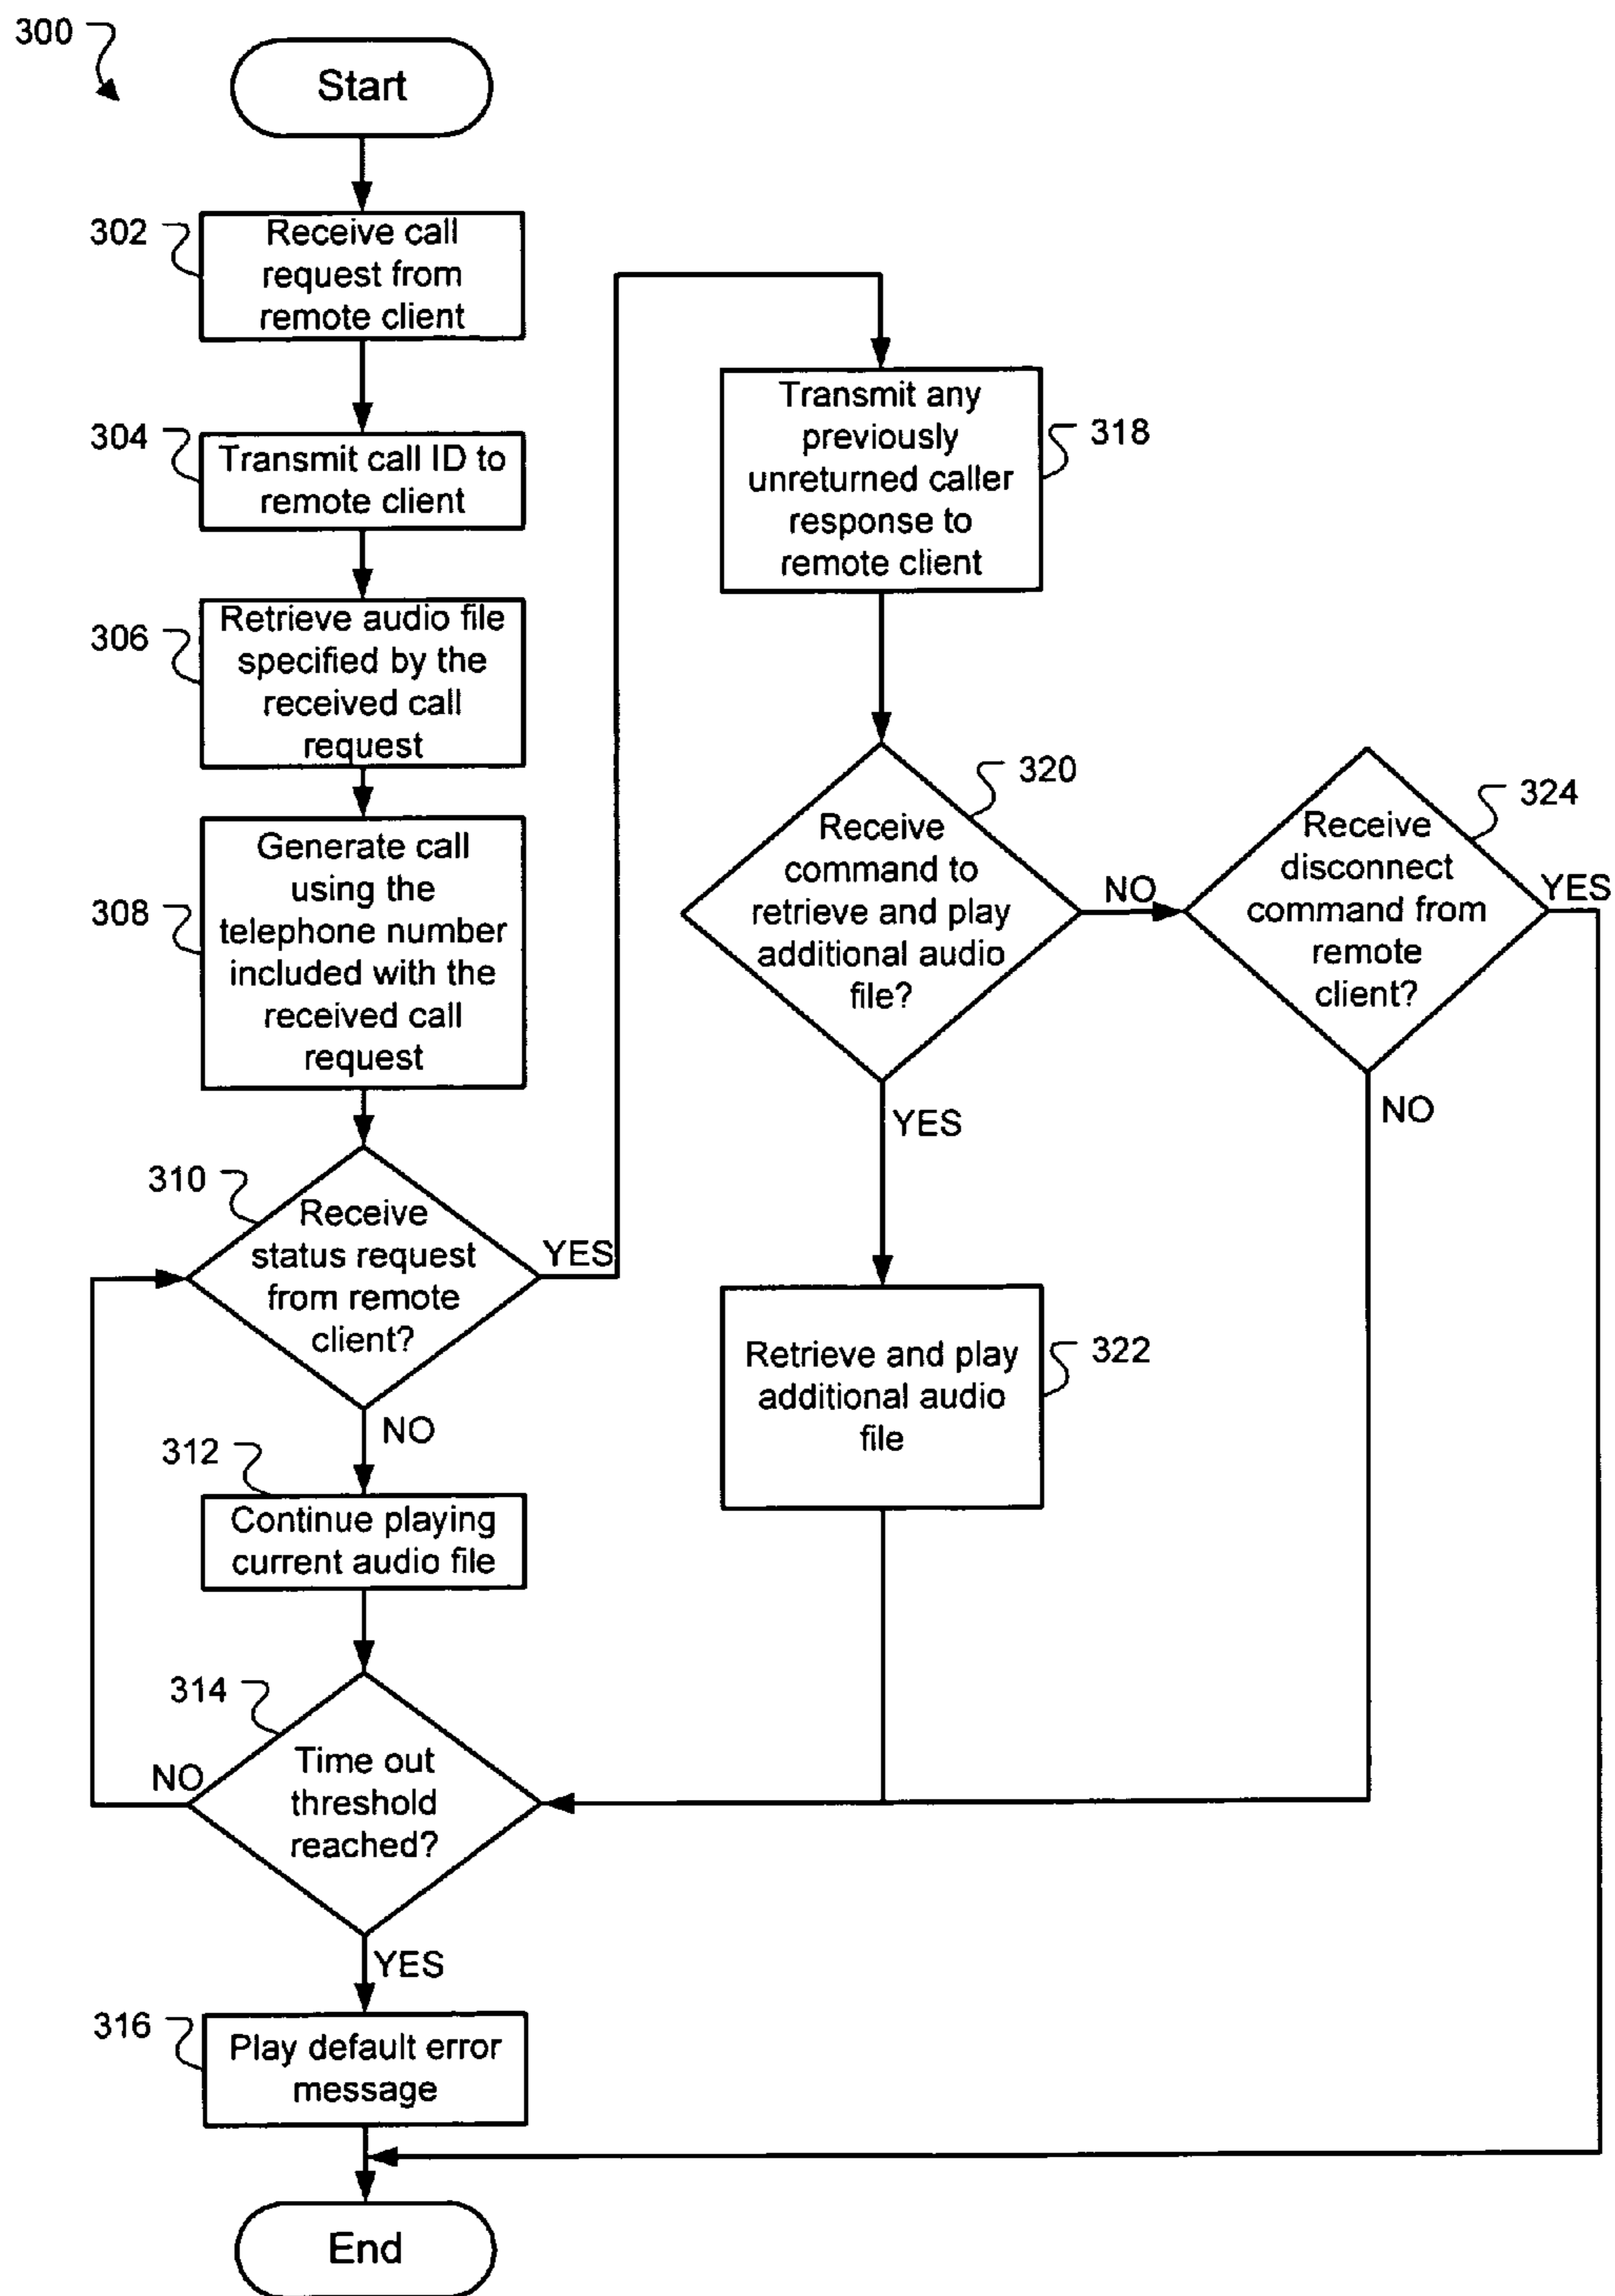 300
Start
302
Receive call
request from
remote client
304
Transmit call ID to
remote client
306
Retrieve audio file
specified by the
received call
request
308
Generate call
using the
telephone number
included with the
received call
request
310
Receive
status request
from remote
client?
YES
NO
312
Continue playing
current audio file
314
Time out
threshold
reached?
NO
YES
316
Play default error
message
End
318
Transmit any
previously
unreturned caller
response to
remote client
320
Receive
command to
retrieve and play
additional audio
file?
NO
YES
322
Retrieve and play
additional audio
file
324
Receive
disconnect
command from
remote
client?
YES
NO